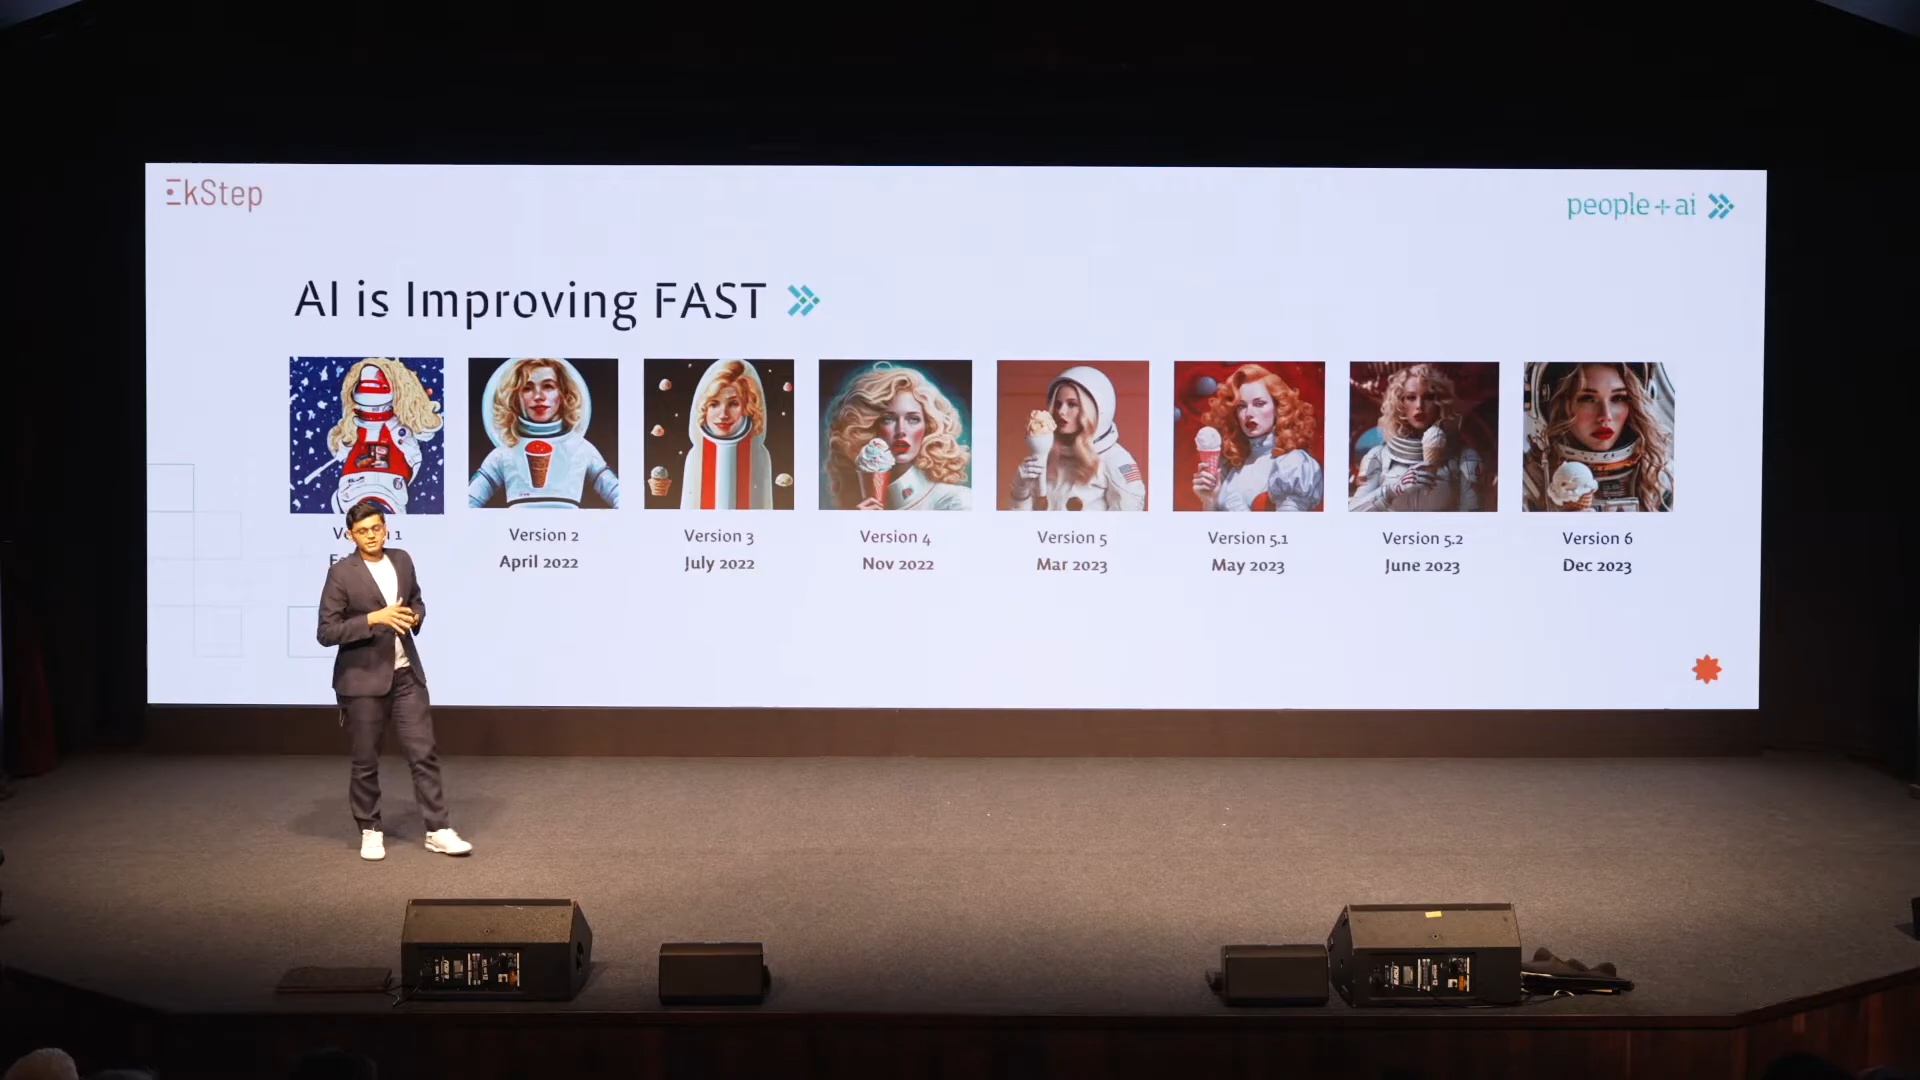 EkStep
people+ai
AI is Improving FAST
Version 2
April 2022
Version 3
July 2022
Version 4
Nov 2022
Version 5
Mar 2023
Version 5.1
May 2023
Version 5.2
June 2023
Version 6
Dec 2023